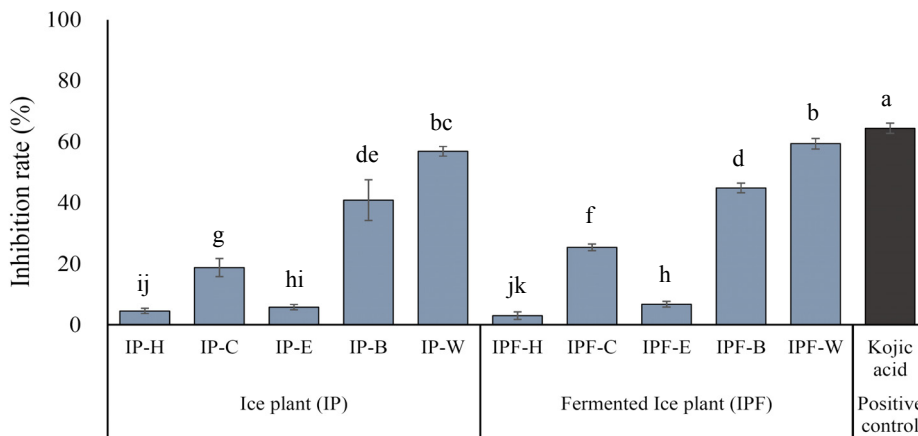 100
80
60
40
20
0
Inhibition rate (%)
ij
g
hi
de
bc
jk
f
h
d
b
a
IP-H
IP-C
IP-E
IP-B
IP-W
IPF-H
IPF-C
IPF-E
IPF-B
IPF-W
Kojic
acid
Ice plant (IP)
Fermented Ice plant (IPF)
Positive
control